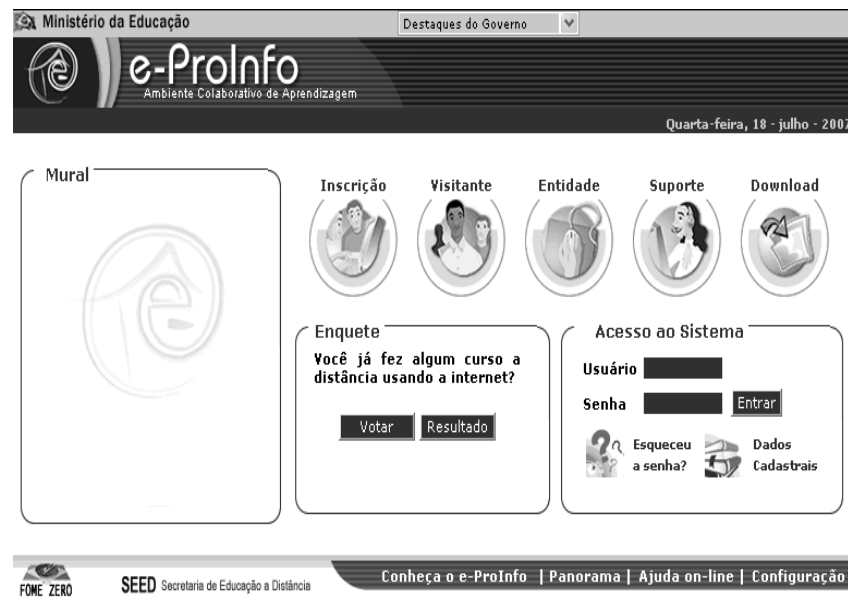 Ministério da Educação
Destaques do Governo
e-ProInfo
Ambiente Colaborativo de Aprendizagem
Quarta-feira, 18 - julho - 2007
Mural
Inscrição Visitante Entidade Suporte Download
Enquete
Você já fez algum curso a
distância usando a internet?
Votar Resultado
Acesso ao Sistema
Usuário
Senha Entrar
Esqueceu
a senha?
Dados
Cadastrais
FOME ZERO
SEED Secretaria de Educação a Distância
Conheça o e-ProInfo | Panorama | Ajuda on-line | Configuração